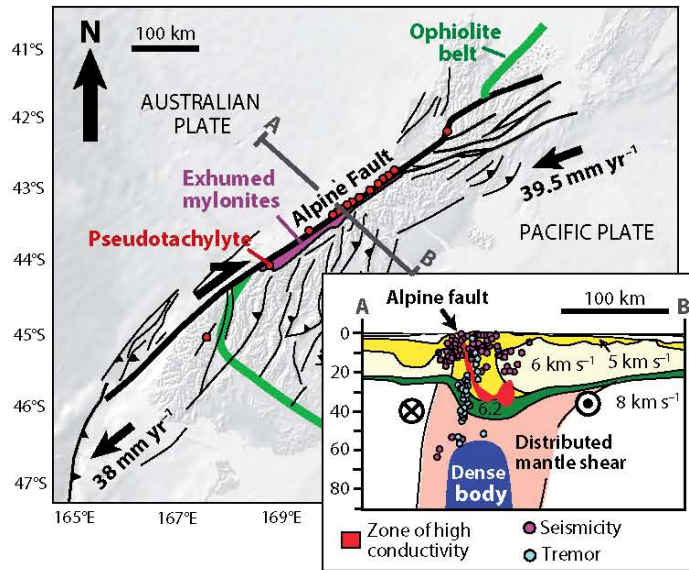 41°S
42°S
43°S
44°S
45°S
46°S
47°S
165°E
167°E
169°E
N
100 km
AUSTRALIAN
PLATE
Ophiolite
belt
A
Alpine Fault
Exhumed
mylonites
Pseudotachylyte
39.5 mm yr⁻¹
PACIFIC PLATE
B
38 mm yr⁻¹
A
Alpine fault
100 km
B
0
20
40
60
80
6 km s⁻¹
5 km s⁻¹
6.2
8 km s⁻¹
Distributed
mantle shear
Dense
body
Zone of high
conductivity
Seismicity
Tremor